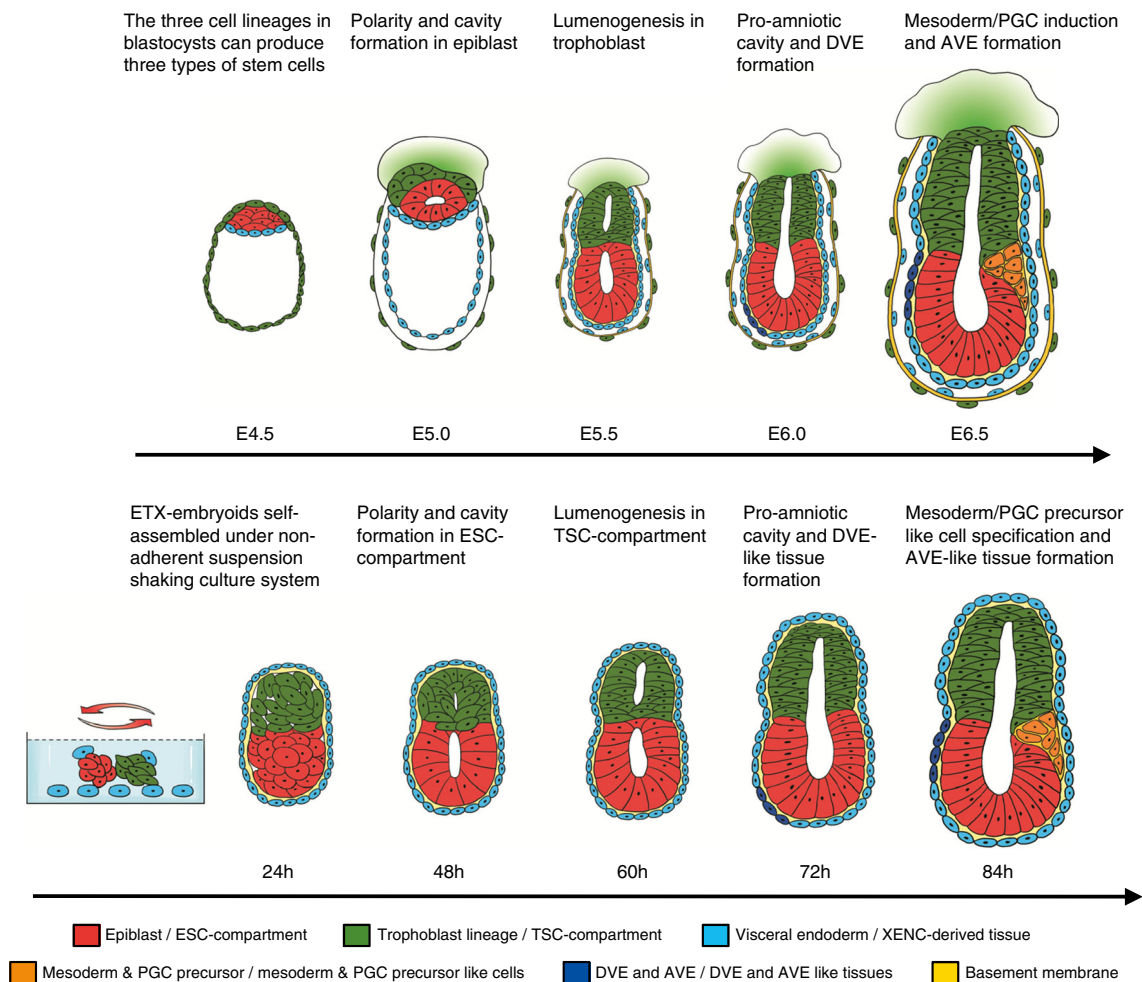 The three cell lineages in
blastocysts can produce
three types of stem cells
Polarity and cavity
formation in epiblast
Lumenogenesis in
trophoblast
Pro-amniotic
cavity and DVE
formation
Mesoderm/PGC induction
and AVE formation
E4.5
E5.0
E5.5
E6.0
E6.5
ETX-embryoids self-
assembled under non-
adherent suspension
shaking culture system
Polarity and cavity
formation in ESC-
compartment
Lumenogenesis in
TSC-compartment
Pro-amniotic
cavity and DVE-
like tissue
formation
Mesoderm/PGC precursor
like cell specification and
AVE-like tissue formation
24h
48h
60h
72h
84h
Epiblast / ESC-compartment
Trophoblast lineage / TSC-compartment
Visceral endoderm / XENC-derived tissue
Mesoderm & PGC precursor / mesoderm & PGC precursor like cells
DVE and AVE / DVE and AVE like tissues
Basement membrane